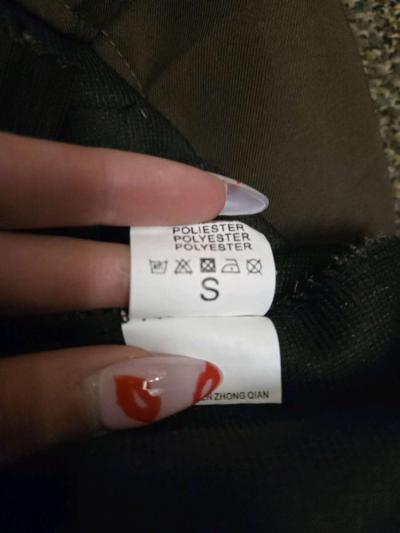 POLIESTER
POLYESTER
POLYESTER
S
ZHONG QIAN